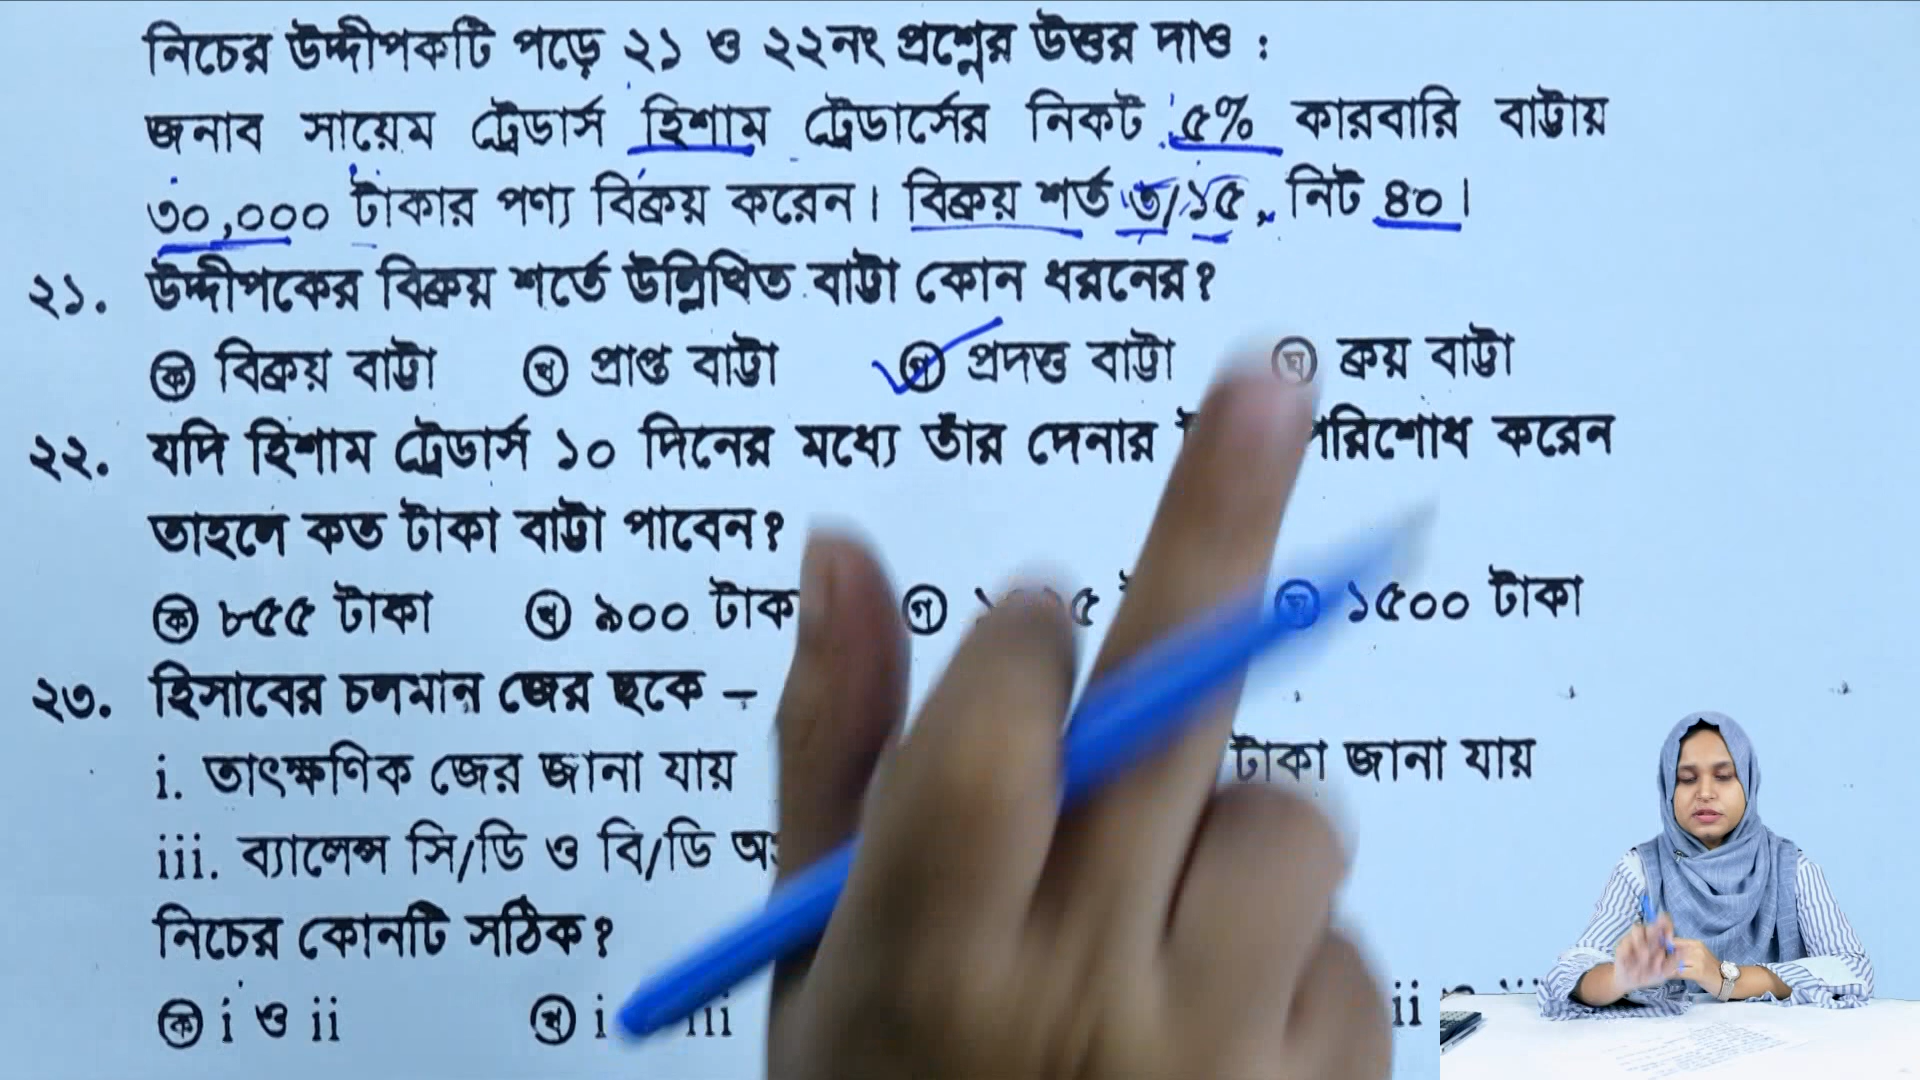 নিচের উদ্দীপকটি পড়ে ২১ ও ২২নং প্রশ্নের উত্তর দাও :
জনাব সায়েম ট্রেডার্স হিশাম ট্রেডার্সের নিকট ৫% কারবারি বাট্টায়
৩০,০০০ টাকার পণ্য বিক্রয় করেন। বিক্রয় শর্ত ৩/১৫, নিট ৪০।
২১. উদ্দীপকের বিক্রয় শর্তে উল্লিখিত বাট্টা কোন ধরনের?
ক বিক্রয় বাট্টা খ প্রাপ্ত বাট্টা গ প্রদত্ত বাট্টা ঘ ক্রয় বাট্টা
২২. যদি হিশাম ট্রেডার্স ১০ দিনের মধ্যে তাঁর দেনার করেন
তাহলে কত টাকা বাট্টা পাবেন?
ক ৮৫৫ টাকা খ ৯০০ গ ঘ ১৫০০ টাকা
২৩. হিসাবের চলমান জের ছকে –
i. তাৎক্ষণিক জের জানা যায় টাকা জানা যায়
iii. ব্যালেন্স সি/ডি ও বি/ডি
নিচের কোনটি সঠিক?
ক i ও ii খ i iii ii